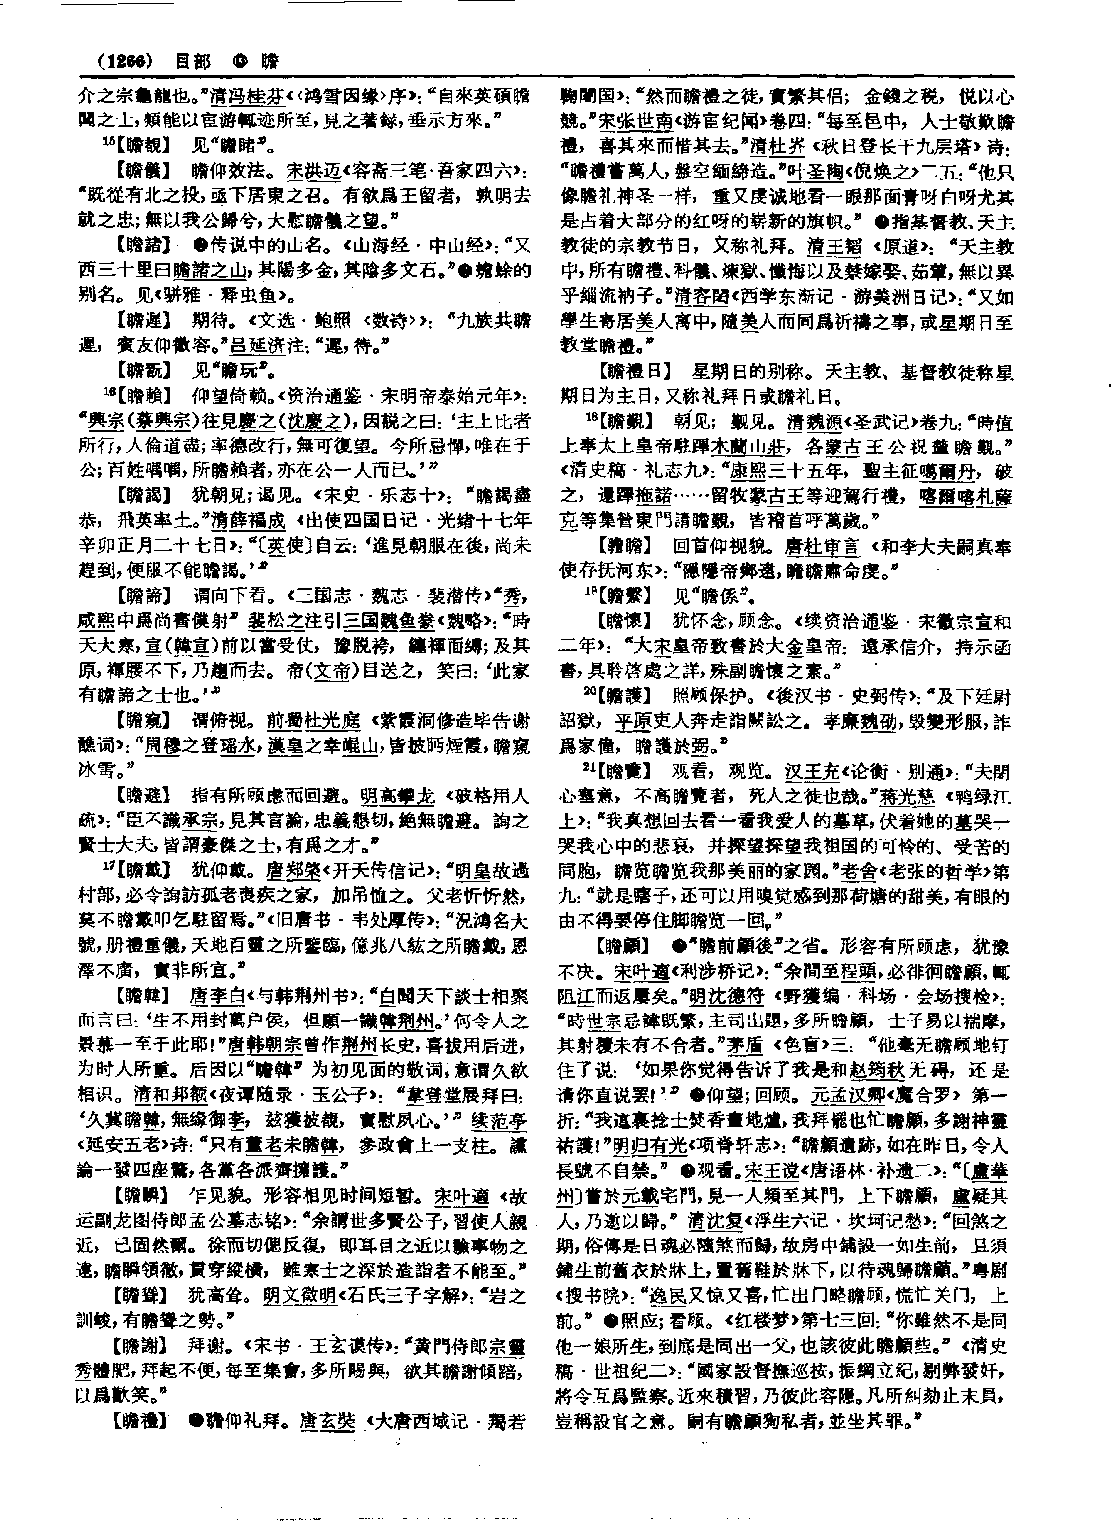 (1266) 目部 ⑬ 瞻
介之宗龜龍也。”清冯桂芬《〈鸿雪因缘〉序》：“自來英碩瞻
聞之士，類能以宦游輒迹所至，見之著錄，垂示方來。”
15【瞻覩】 见“瞻睹”。
【瞻儀】 瞻仰效法。宋洪迈《容斋三笔·吾家四六》：
“既從有北之投，亟下居東之召。有欲爲王留者，孰明去
就之忠；無以我公歸兮，大慰瞻儀之望。”
【瞻諸】 ❶传说中的山名。《山海经·中山经》：“又
西三十里曰瞻諸之山，其陽多金，其陰多文石。”❷蟾蜍的
别名。见《骈雅·释虫鱼》。
【瞻遲】 期待。《文选·鲍照〈数诗〉》：“九族共瞻
遲，賓友仰徽容。”吕延济注：“遲，待。”
【瞻翫】 见“瞻玩”。
16【瞻賴】 仰望倚赖。《资治通鉴·宋明帝泰始元年》：
“興宗（蔡興宗）往見慶之（沈慶之），因説之曰：‘主上比者
所行，人倫道盡；率德改行，無可復望。今所忌憚，唯在于
公；百姓喁喁，所瞻賴者，亦在公一人而已。’”
【瞻謁】 犹朝见；谒见。《宋史·乐志十》：“瞻謁盡
恭，飛英率土。”清薛福成《出使四国日记·光绪十七年
辛卯正月二十七日》：“〔英使〕自云：‘進見朝服在後，尚未
趕到，便服不能瞻謁。’”
【瞻諦】 谓向下看。《三国志·魏志·裴潜传》“秀，
咸熙中爲尚書僕射”裴松之注引三国魏鱼豢《魏略》：“時
天大寒，宣（韓宣）前以當受仗，豫脱袴，纏褌而縛；及其
原，褌腰不下，乃趨而去。帝（文帝）目送之，笑曰：‘此家
有瞻諦之士也。’”
【瞻窺】 谓俯视。前蜀杜光庭《紫霞洞修造毕告谢
醮词》：“周穆之登瑶水，漢皇之幸崐山，皆披眄煙霞，瞻窺
冰雪。”
【瞻避】 指有所顾虑而回避。明高攀龙《破格用人
疏》：“臣不識承宗，見其言論，忠義懇切，絶無瞻避。詢之
賢士大夫，皆謂豪傑之士，有爲之才。”
17【瞻戴】 犹仰戴。唐郑棨《开天传信记》：“明皇故過
村部，必令詢訪孤老喪疾之家，加吊恤之。父老忻忻然，
莫不瞻戴叩乞駐留焉。”《旧唐书·韦处厚传》：“況鴻名大
號，册禮重儀，天地百靈之所鑒臨，億兆八紘之所瞻戴，恩
澤不廣，實非所宜。”
【瞻韓】 唐李白《与韩荆州书》：“白聞天下談士相聚
而言曰：‘生不用封萬户侯，但願一識韓荆州。’何令人之
景慕一至于此耶！”唐韩朝宗曾作荆州长史，喜拔用后进，
为时人所重。后因以“瞻韓”为初见面的敬词，意谓久欲
相识。清和邦额《夜谭随录·玉公子》：“聿登堂展拜曰：
‘久冀瞻韓，無缘御李，兹獲披覩，實慰夙心。’”续范亭
《延安五老》诗：“只有董老未瞻韓，参政會上一支柱。讜
論一發四座驚，各黨各派齊擁護。”
【瞻瞬】 乍见貌。形容相见时间短暂。宋叶適《故
运副龙图侍郎孟公墓志铭》：“余謂世多賢公子，習使人親
近，已固然爾。徐而切偲反復，即耳目之近以驗事物之
遠，瞻瞬領徹，貫穿縱横，雖寒士之深於造詣者不能至。”
【瞻聳】 犹高耸。明文徵明《石氏三子字解》：“岩之
訓峻，有瞻聳之勢。”
【瞻謝】 拜谢。《宋书·王玄谟传》：“黄門侍郎宗靈
秀體肥，拜起不便，每至集會，多所賜與，欲其瞻謝傾踣，
以爲歡笑。”
【瞻禮】 ❶瞻仰礼拜。唐玄奘《大唐西域记·羯若
鞠闍国》：“然而瞻禮之徒，實繁其侣；金錢之税，悦以心
競。”宋张世南《游宦纪闻》卷四：“每至邑中，人士敬歎瞻
禮，喜其來而惜其去。”清杜岕《秋日登长干九层塔》诗：
“瞻禮嘗萬人，盤空緬締造。”叶圣陶《倪焕之》二五：“他只
像瞻礼神圣一样，重又虔诚地看一眼那面青呀白呀尤其
是占着大部分的红呀的崭新的旗帜。”❷指基督教、天主
教徒的宗教节日，又称礼拜。清王韬《原道》：“天主教
中，所有瞻禮、科儀、煉獄、懺悔以及禁嫁娶、茹葷，無以異
乎緇流衲子。”清容闳《西学东渐记·游美洲日记》：“又如
學生寄居美人寓中，隨美人而同爲祈禱之事，或星期日至
教堂瞻禮。”
【瞻禮日】 星期日的别称。天主教、基督教徒称星
期日为主日，又称礼拜日或瞻礼日。
18【瞻覲】 朝见；觐见。清魏源《圣武记》卷九：“時值
上奉太上皇帝駐蹕木蘭山莊，各蒙古王公祝釐瞻覲。”
《清史稿·礼志九》：“康熙三十五年，聖主征噶爾丹，破
之，還蹕拖諾……留牧蒙古王等迎駕行禮，喀爾喀札薩
克等集營東門請瞻覲，皆稽首呼萬歲。”
【瞻瞻】 回首仰视貌。唐杜审言《和李大夫嗣真奉
使存抚河东》：“隱隱帝鄉遠，瞻瞻肅命虔。”
19【瞻繫】 见“瞻係”。
【瞻懷】 犹怀念，顾念。《续资治通鉴·宋徽宗宣和
二年》：“大宋皇帝致書於大金皇帝：遠承信介，持示函
書，具聆啓處之詳，殊副瞻懷之素。”
20【瞻護】 照顾保护。《後汉书·史弼传》：“及下廷尉
詔獄，平原吏人奔走詣闕訟之。孝廉魏劭，毁變形服，詐
爲家僮，瞻護於弼。”
21【瞻覽】 观看，观览。汉王充《论衡·别通》：“夫閉
心塞意，不高瞻覽者，死人之徒也哉。”蒋光慈《鸭绿江
上》：“我真想回去看一看我爱人的墓草，伏着她的墓哭一
哭我心中的悲哀，并探望探望我祖国的可怜的、受苦的
同胞，瞻览瞻览我那美丽的家园。”老舍《老张的哲学》第
九：“就是瞎子，还可以用嗅觉感到那荷塘的甜美，有眼的
由不得要停住脚瞻览一回。”
【瞻顧】 ❶“瞻前顧後”之省。形容有所顾虑，犹豫
不决。宋叶適《利涉桥记》：“余間至程頭，必徘徊瞻顧，輒
阻江而返屢矣。”明沈德符《野獲编·科场·会场搜检》：
“時世宗忌諱既繁，主司出題，多所瞻顧，士子易以揣摩，
其射覆未有不合者。”茅盾《色盲》三：“他毫无瞻顾地钉
住了说：‘如果你觉得告诉了我是和赵筠秋无碍，还是
请你直说罢！’”❷仰望；回顾。元孟汉卿《魔合罗》第一
折：“我這裏捻土焚香畫地爐，我拜罷也忙瞻顧，多謝神靈
祐護！”明归有光《项脊轩志》：“瞻顧遺跡，如在昨日，令人
長號不自禁。”❸观看。宋王谠《唐语林·补遗二》：“〔盧華
州〕嘗於元載宅門，見一人頻至其門，上下瞻顧，盧疑其
人，乃邀以歸。”清沈复《浮生六记·坎坷记愁》：“回煞之
期，俗傳是日魂必隨煞而歸，故房中鋪設一如生前，且須
鋪生前舊衣於牀上，置舊鞋於牀下，以待魂歸瞻顧。”粤剧
《搜书院》：“逸民又惊又喜，忙出门略瞻顾，慌忙关门，上
前。”❹照应；看顾。《红楼梦》第七三回：“你雖然不是同
他一娘所生，到底是同出一父，也該彼此瞻顧些。”《清史
稿·世祖纪二》：“國家設督撫巡按，振綱立紀，剔弊發奸，
將令互爲監察。近來積習，乃彼此容隱。凡所糾劾止末員，
豈稱設官之意。嗣有瞻顧徇私者，並坐其罪。”